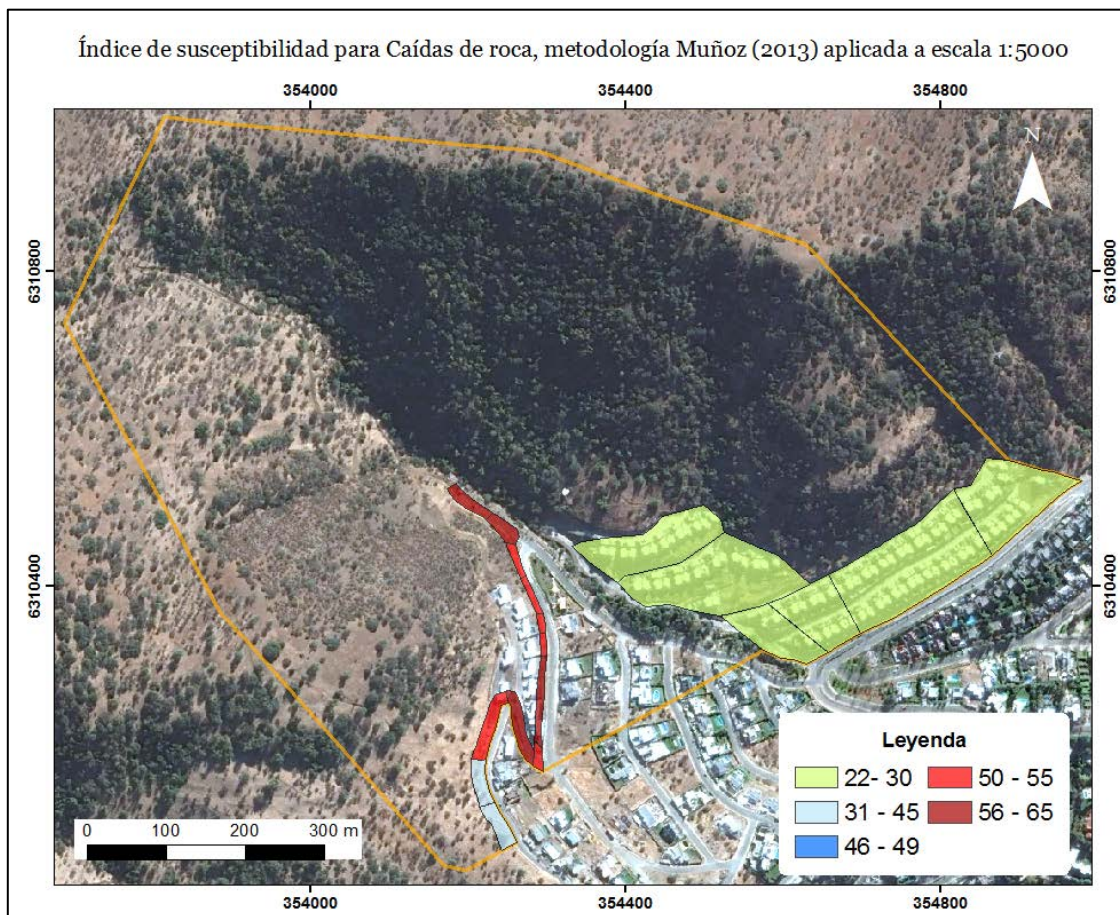 Índice de susceptibilidad para Caídas de roca, metodología Muñoz (2013) aplicada a escala 1:5000
354000 354400 354800
N
6310800 6310800
6310400 6310400
Leyenda
22- 30 50 - 55
31 - 45 56 - 65
46 - 49
0 100 200 300 m
354000 354400 354800